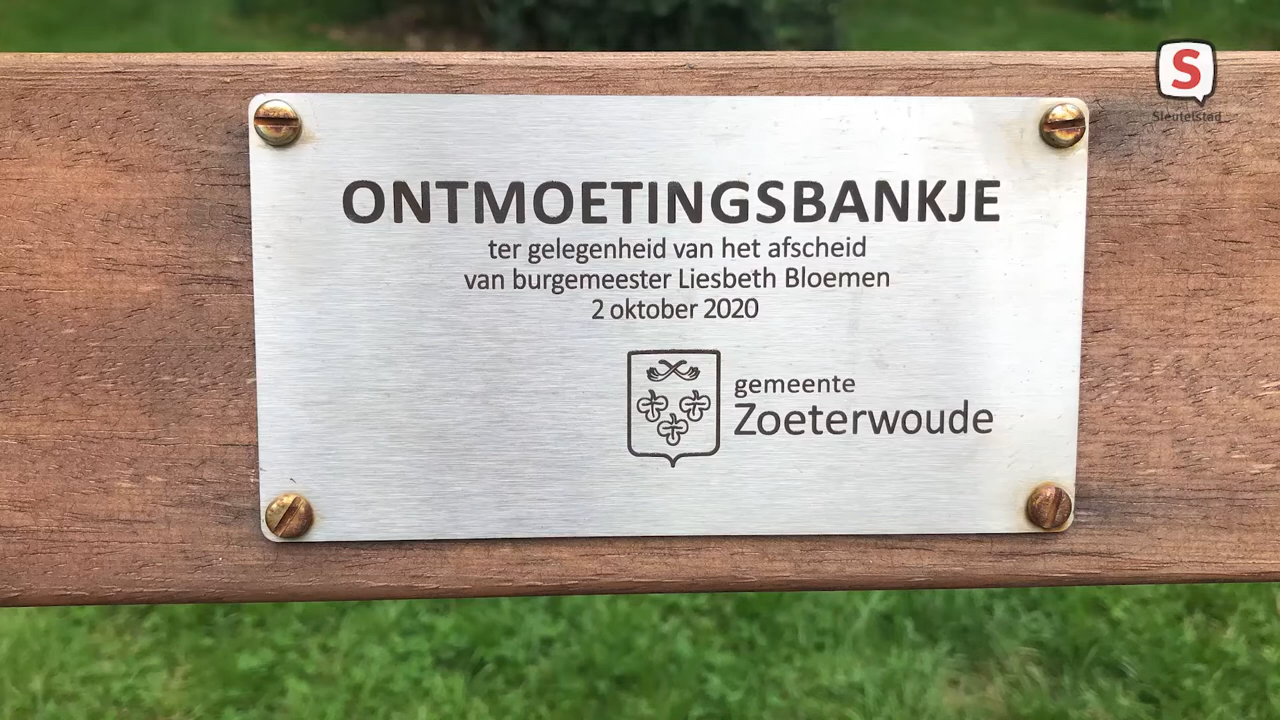 S
Sleutelstad
ONTMOETINGSBANKJE
ter gelegenheid van het afscheid
van burgemeester Liesbeth Bloemen
2 oktober 2020
gemeente
Zoeterwoude